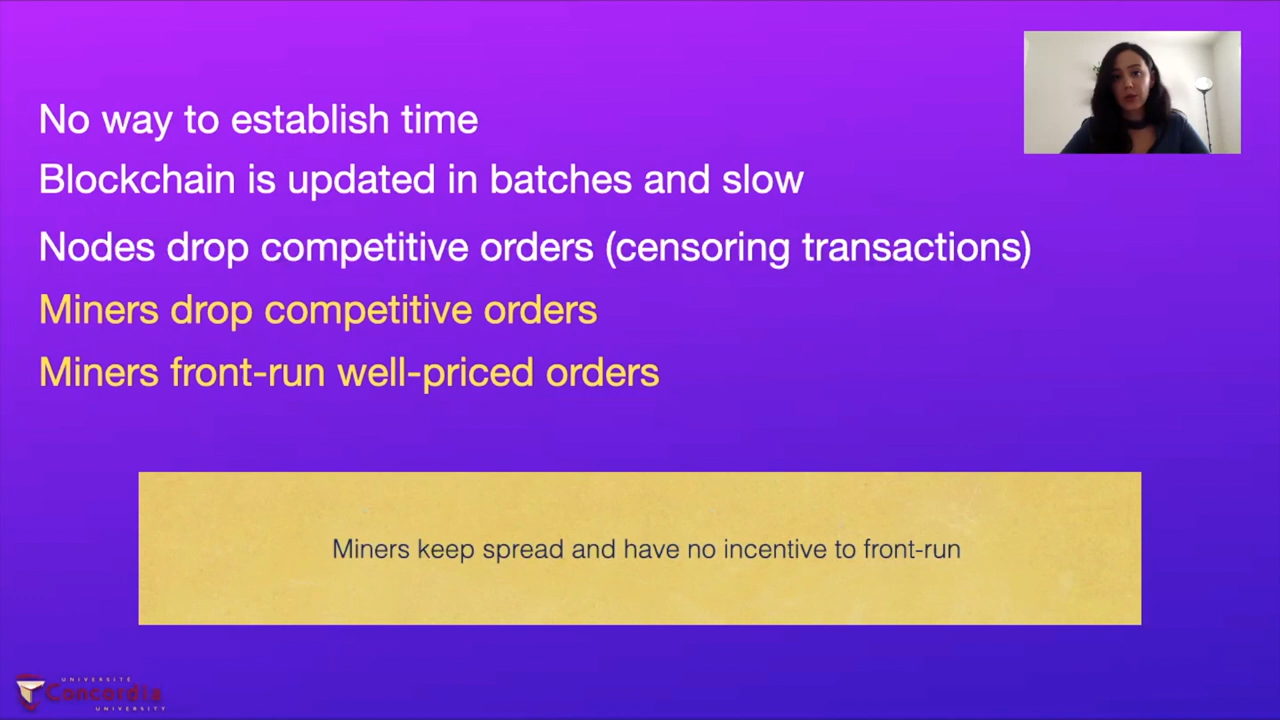 No way to establish time
Blockchain is updated in batches and slow
Nodes drop competitive orders (censoring transactions)
Miners drop competitive orders
Miners front-run well-priced orders
Miners keep spread and have no incentive to front-run
UNIVERSITÉ
Concordia
UNIVERSITY